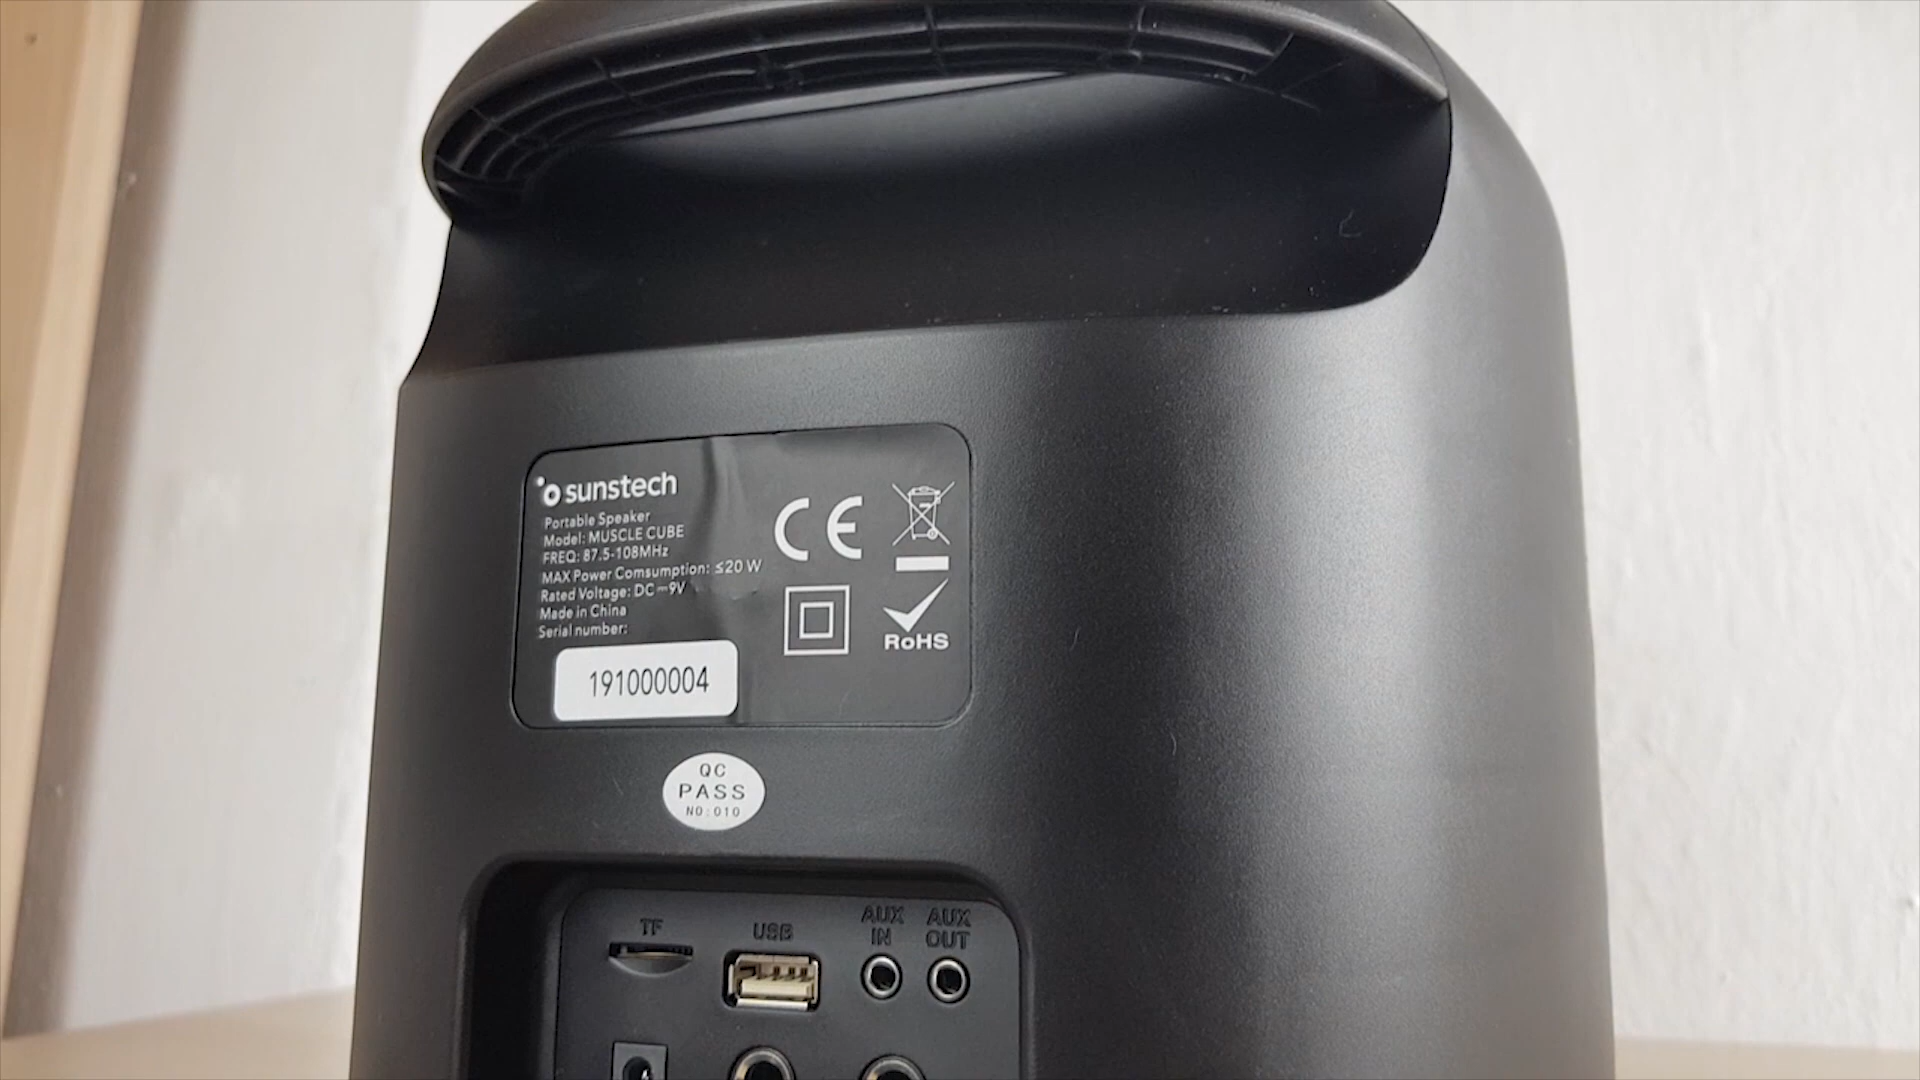 sunstech
Portable Speaker
Model: MUSCLE CUBE
FREQ: 87.5-108MHz
MAX Power Comsumption: ≤20 W
Rated Voltage: DC⎓9V
Made in China
Serial number:
191000004
CE
RoHS
QC
PASS
NO:010
TF
USB
AUX
IN
AUX
OUT